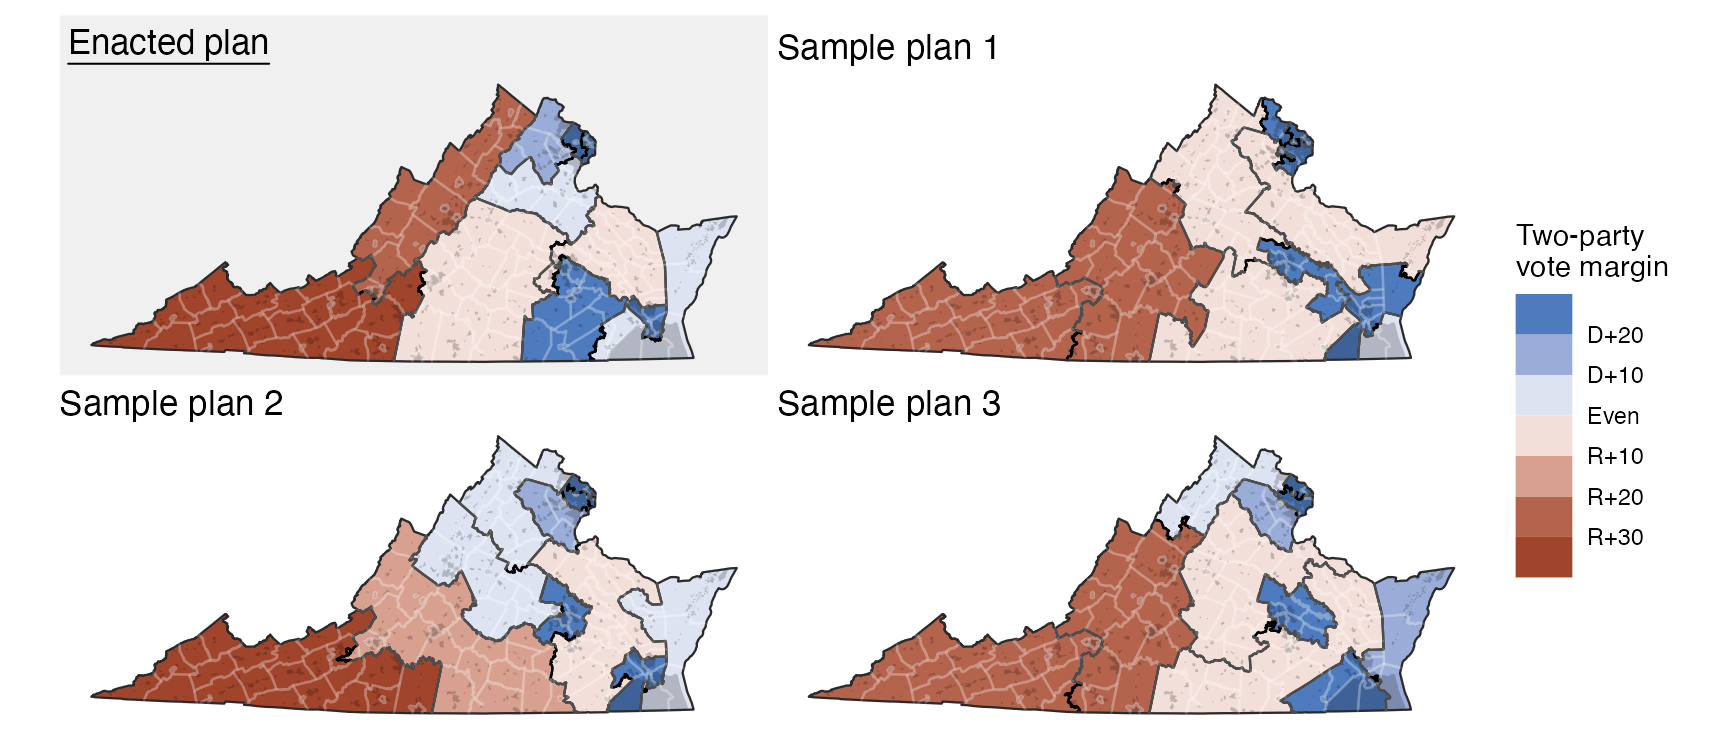 Enacted plan
Sample plan 1
Sample plan 2
Sample plan 3
Two-party
vote margin
D+20
D+10
Even
R+10
R+20
R+30